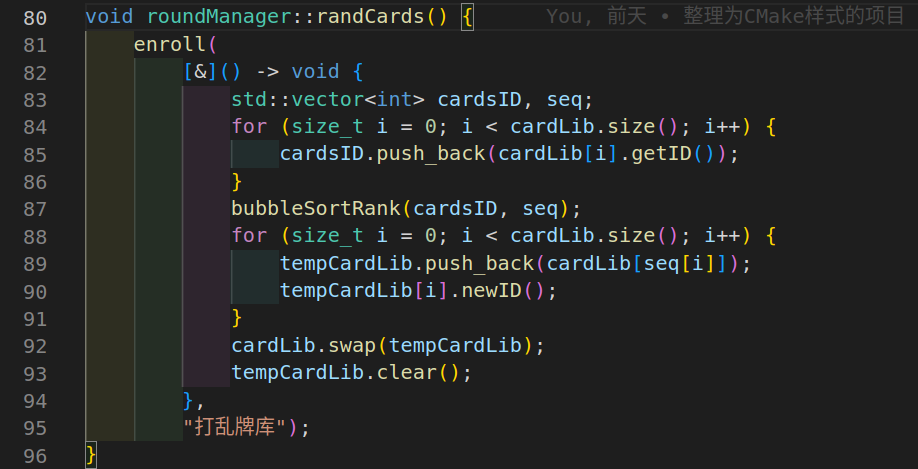 80 void roundManager::randCards() { You, 前天 • 整理为CMake样式的项目
81 enroll(
82 [&]() -> void {
83 std::vector<int> cardsID, seq;
84 for (size_t i = 0; i < cardLib.size(); i++) {
85 cardsID.push_back(cardLib[i].getID());
86 }
87 bubbleSortRank(cardsID, seq);
88 for (size_t i = 0; i < cardLib.size(); i++) {
89 tempCardLib.push_back(cardLib[seq[i]]);
90 tempCardLib[i].newID();
91 }
92 cardLib.swap(tempCardLib);
93 tempCardLib.clear();
94 },
95 "打乱牌库");
96 }